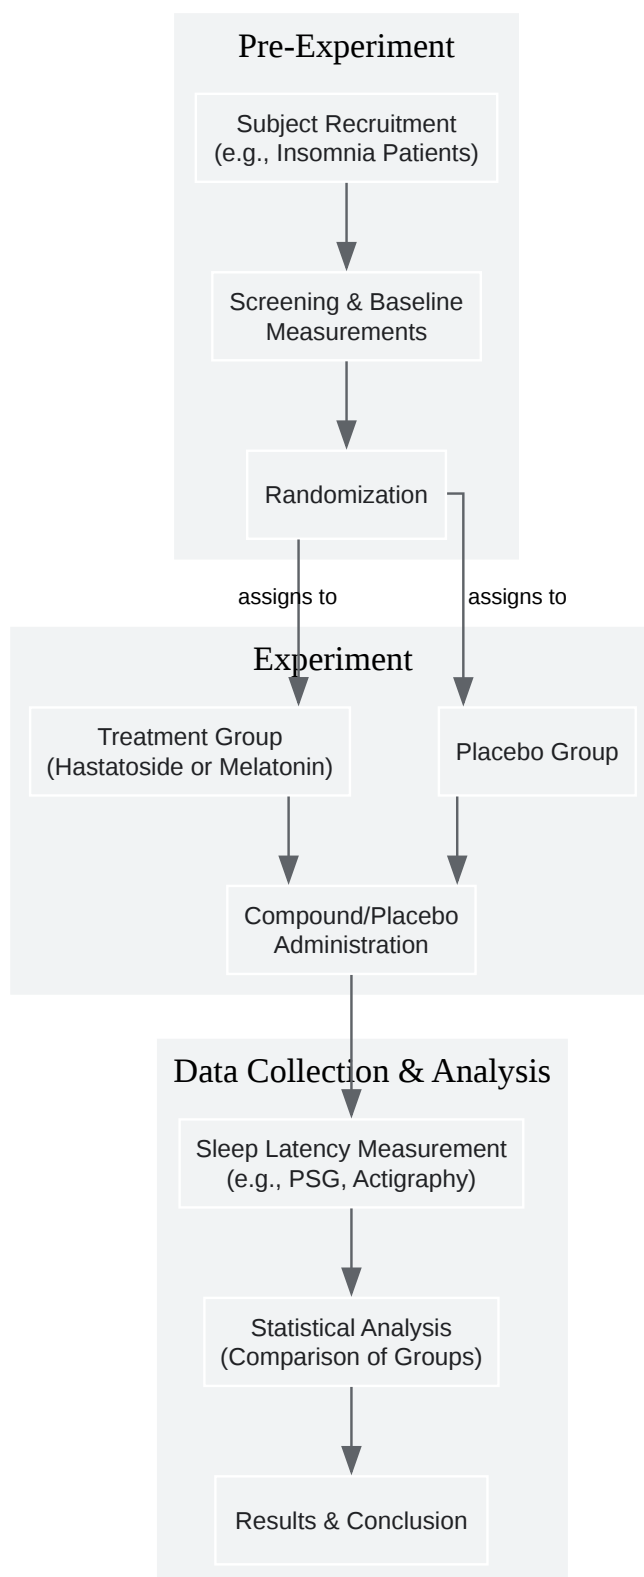 Pre-Experiment
Subject Recruitment
(e.g., Insomnia Patients)
Screening & Baseline
Measurements
Randomization
assigns to
assigns to
Experiment
Treatment Group
(Hastatoside or Melatonin)
Placebo Group
Compound/Placebo
Administration
Data Collection & Analysis
Sleep Latency Measurement
(e.g., PSG, Actigraphy)
Statistical Analysis
(Comparison of Groups)
Results & Conclusion